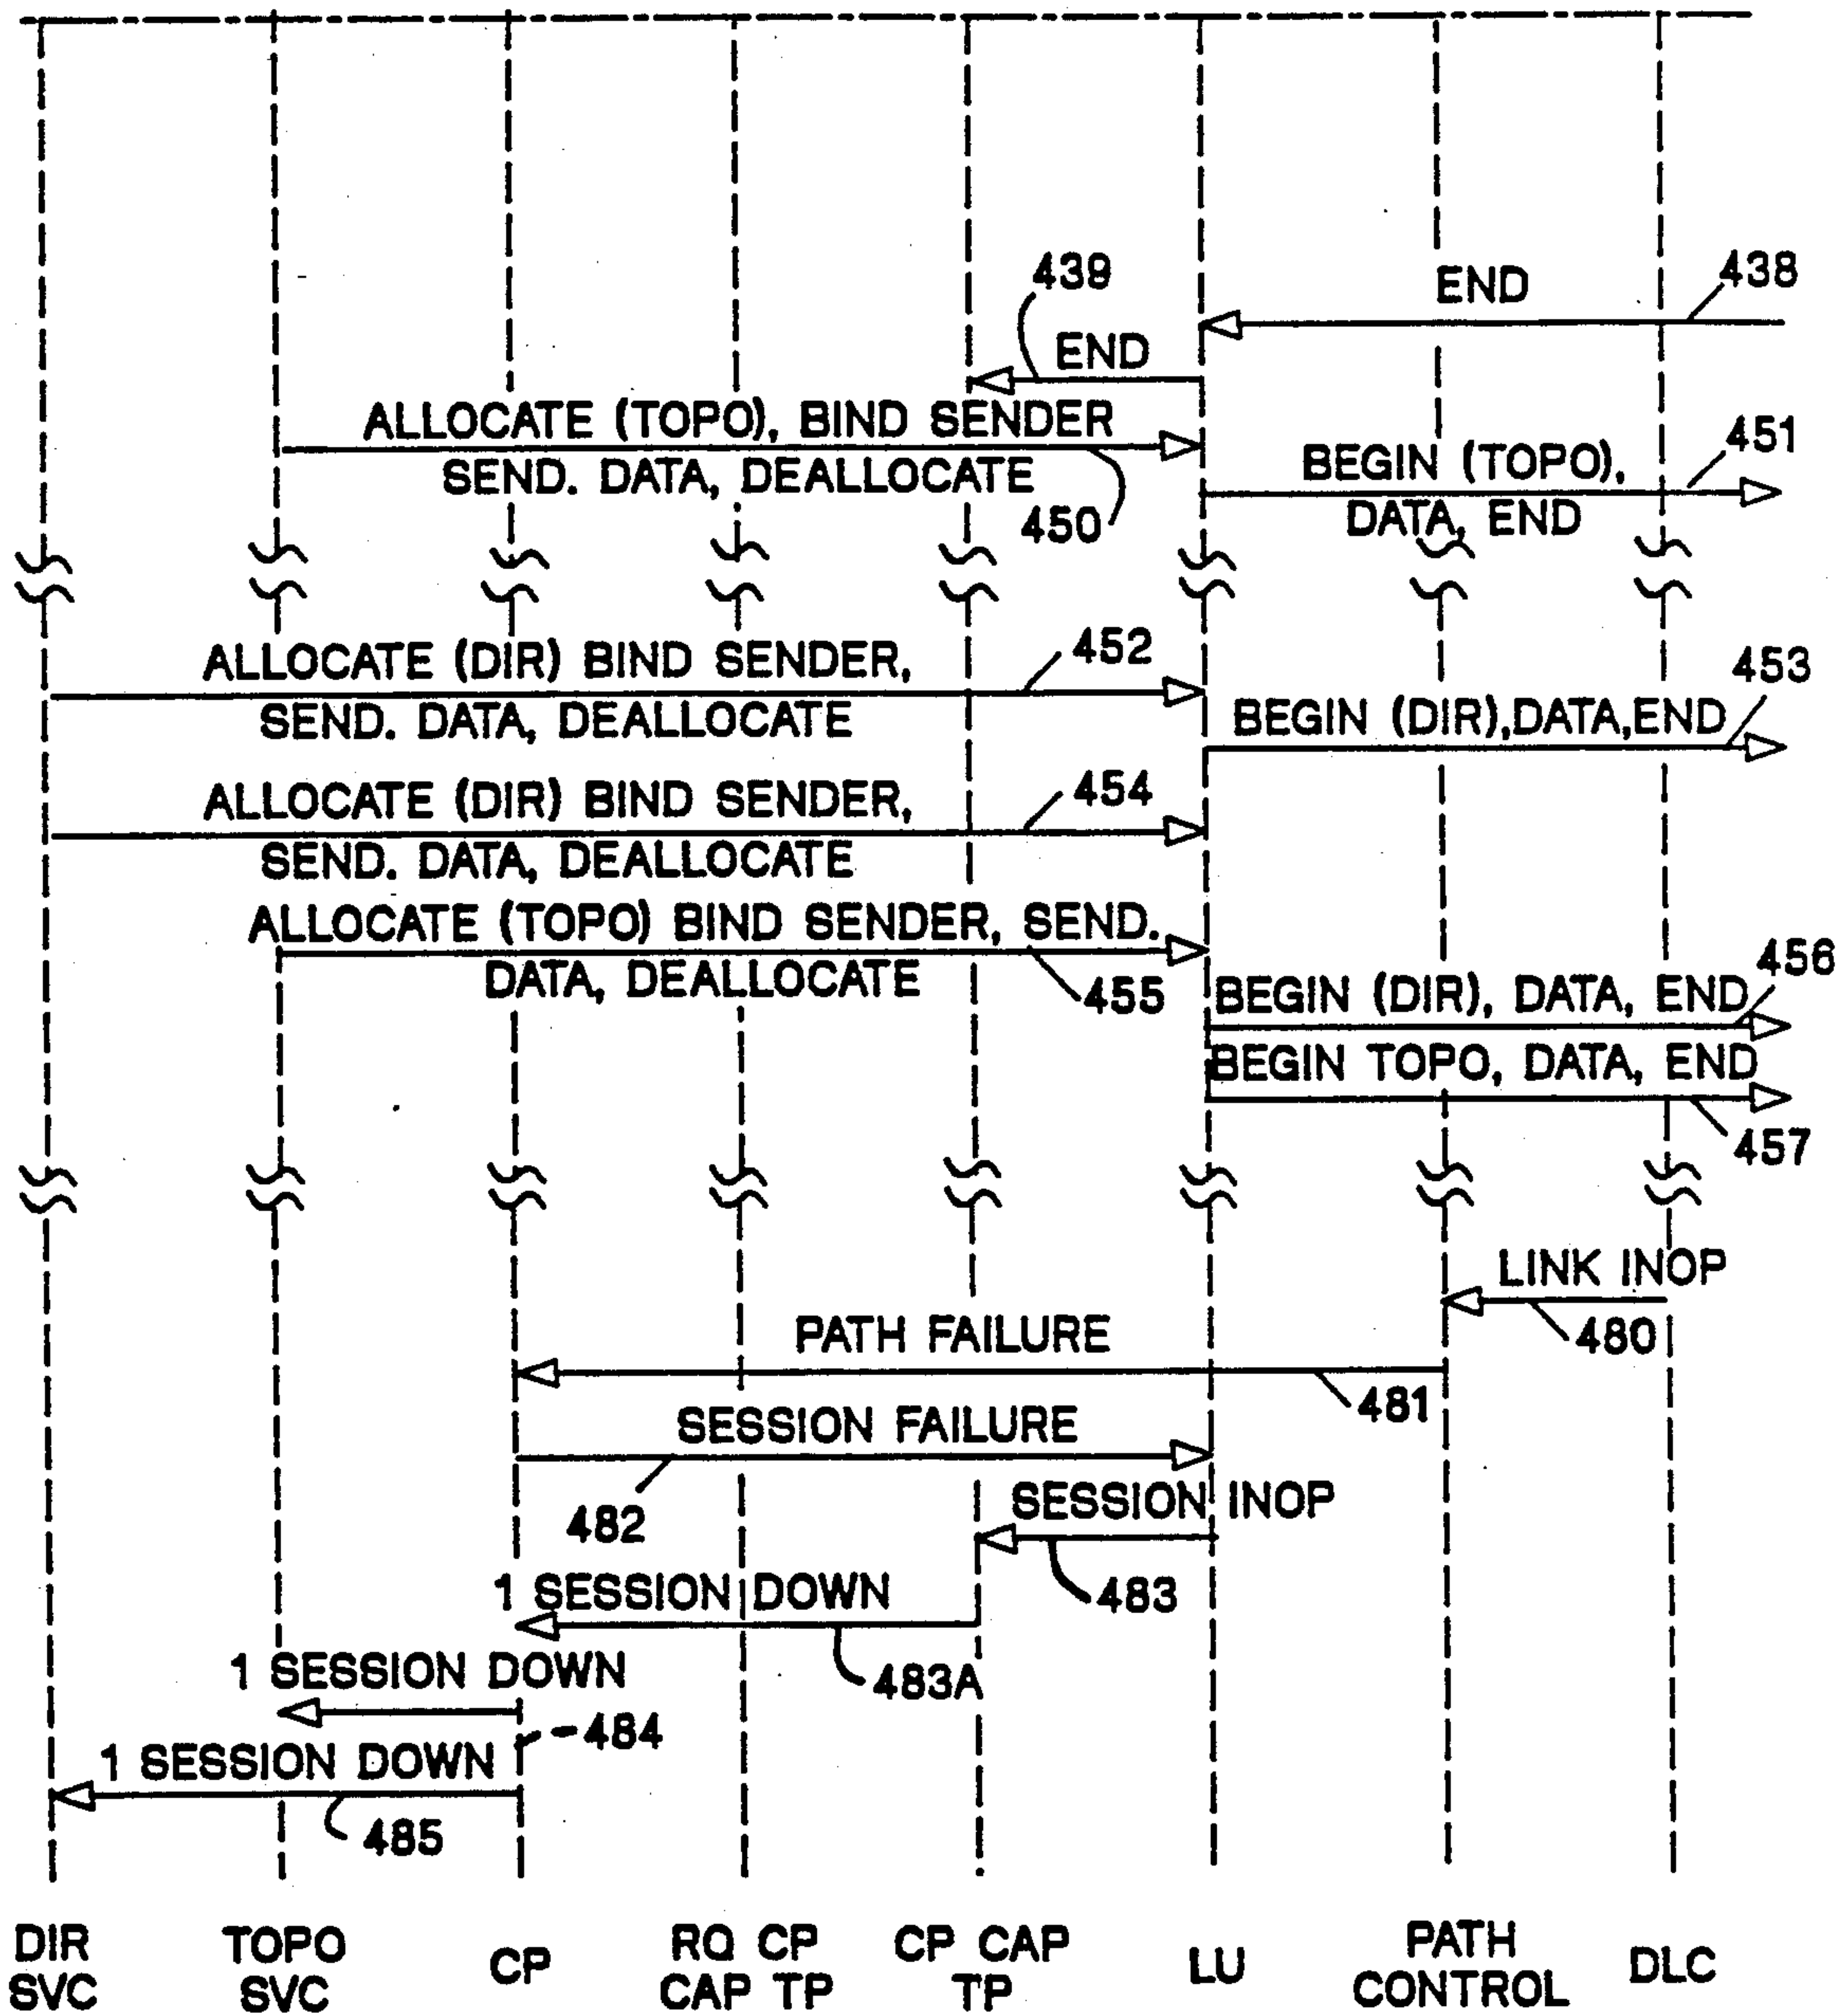 439
END
438
END
ALLOCATE (TOPO), BIND SENDER
SEND. DATA, DEALLOCATE
450
BEGIN (TOPO),
DATA, END
451
ALLOCATE (DIR) BIND SENDER,
SEND. DATA, DEALLOCATE
452
BEGIN (DIR),DATA,END
453
ALLOCATE (DIR) BIND SENDER,
SEND. DATA, DEALLOCATE
454
ALLOCATE (TOPO) BIND SENDER, SEND.
DATA, DEALLOCATE
455
BEGIN (DIR), DATA, END
456
BEGIN TOPO, DATA, END
457
LINK INOP
480
PATH FAILURE
481
SESSION FAILURE
482
SESSION INOP
483
1 SESSION DOWN
483A
1 SESSION DOWN
484
1 SESSION DOWN
485
DIR
SVC
TOPO
SVC
CP
RQ CP
CAP TP
CP CAP
TP
LU
PATH
CONTROL
DLC